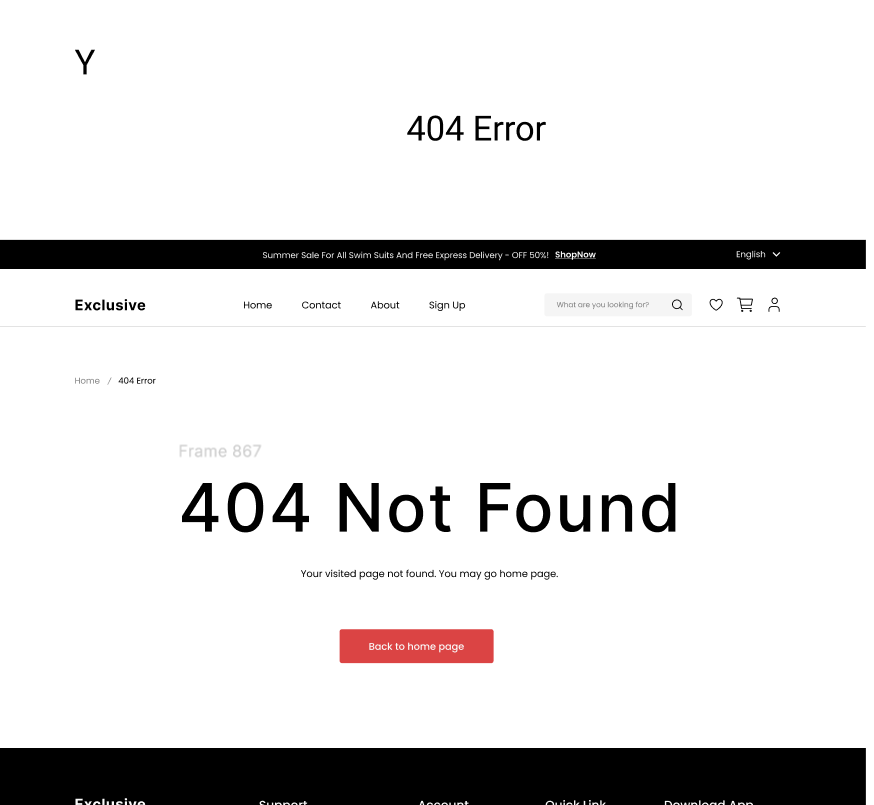 Y
404 Error
Summer Sale For All Swim Suits And Free Express Delivery - OFF 50%! ShopNow English
Exclusive Home Contact About Sign Up What are you looking for?
Home / 404 Error
Frame 867
404 Not Found
Your visited page not found. You may go home page.
Back to home page
Exclusive Support Account Quick Link Download App